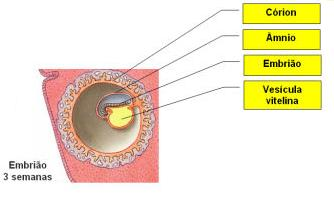 Córion
Âmnio
Embrião
Vesícula
vitelina
Embrião
3 semanas